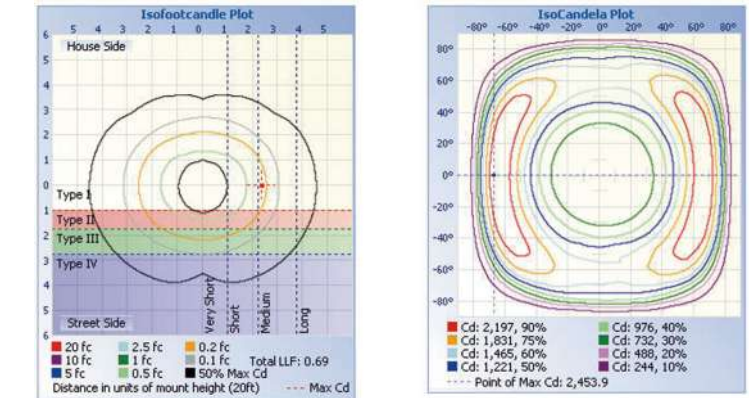 Isofootcandle Plot
5 4 3 2 1 0 1 2 3 4 5
6
House Side
5
4
3
2
1
0
Type I
1
Type II
2
Type III
3
Type IV
4
5
Street Side
6
Very Short
Short
Medium
Long
20 fc 2.5 fc 0.2 fc
10 fc 1 fc 0.1 fc Total LLF: 0.69
5 fc 0.5 fc 50% Max Cd
Distance in units of mount height (20ft) Max Cd
IsoCandela Plot
-80° -60° -40° -20° 0° 20° 40° 60° 80°
80°
60°
40°
20°
0°
-20°
-40°
-60°
-80°
Cd: 2,197, 90% Cd: 976, 40%
Cd: 1,831, 75% Cd: 732, 30%
Cd: 1,465, 60% Cd: 488, 20%
Cd: 1,221, 50% Cd: 244, 10%
Point of Max Cd: 2,453.9